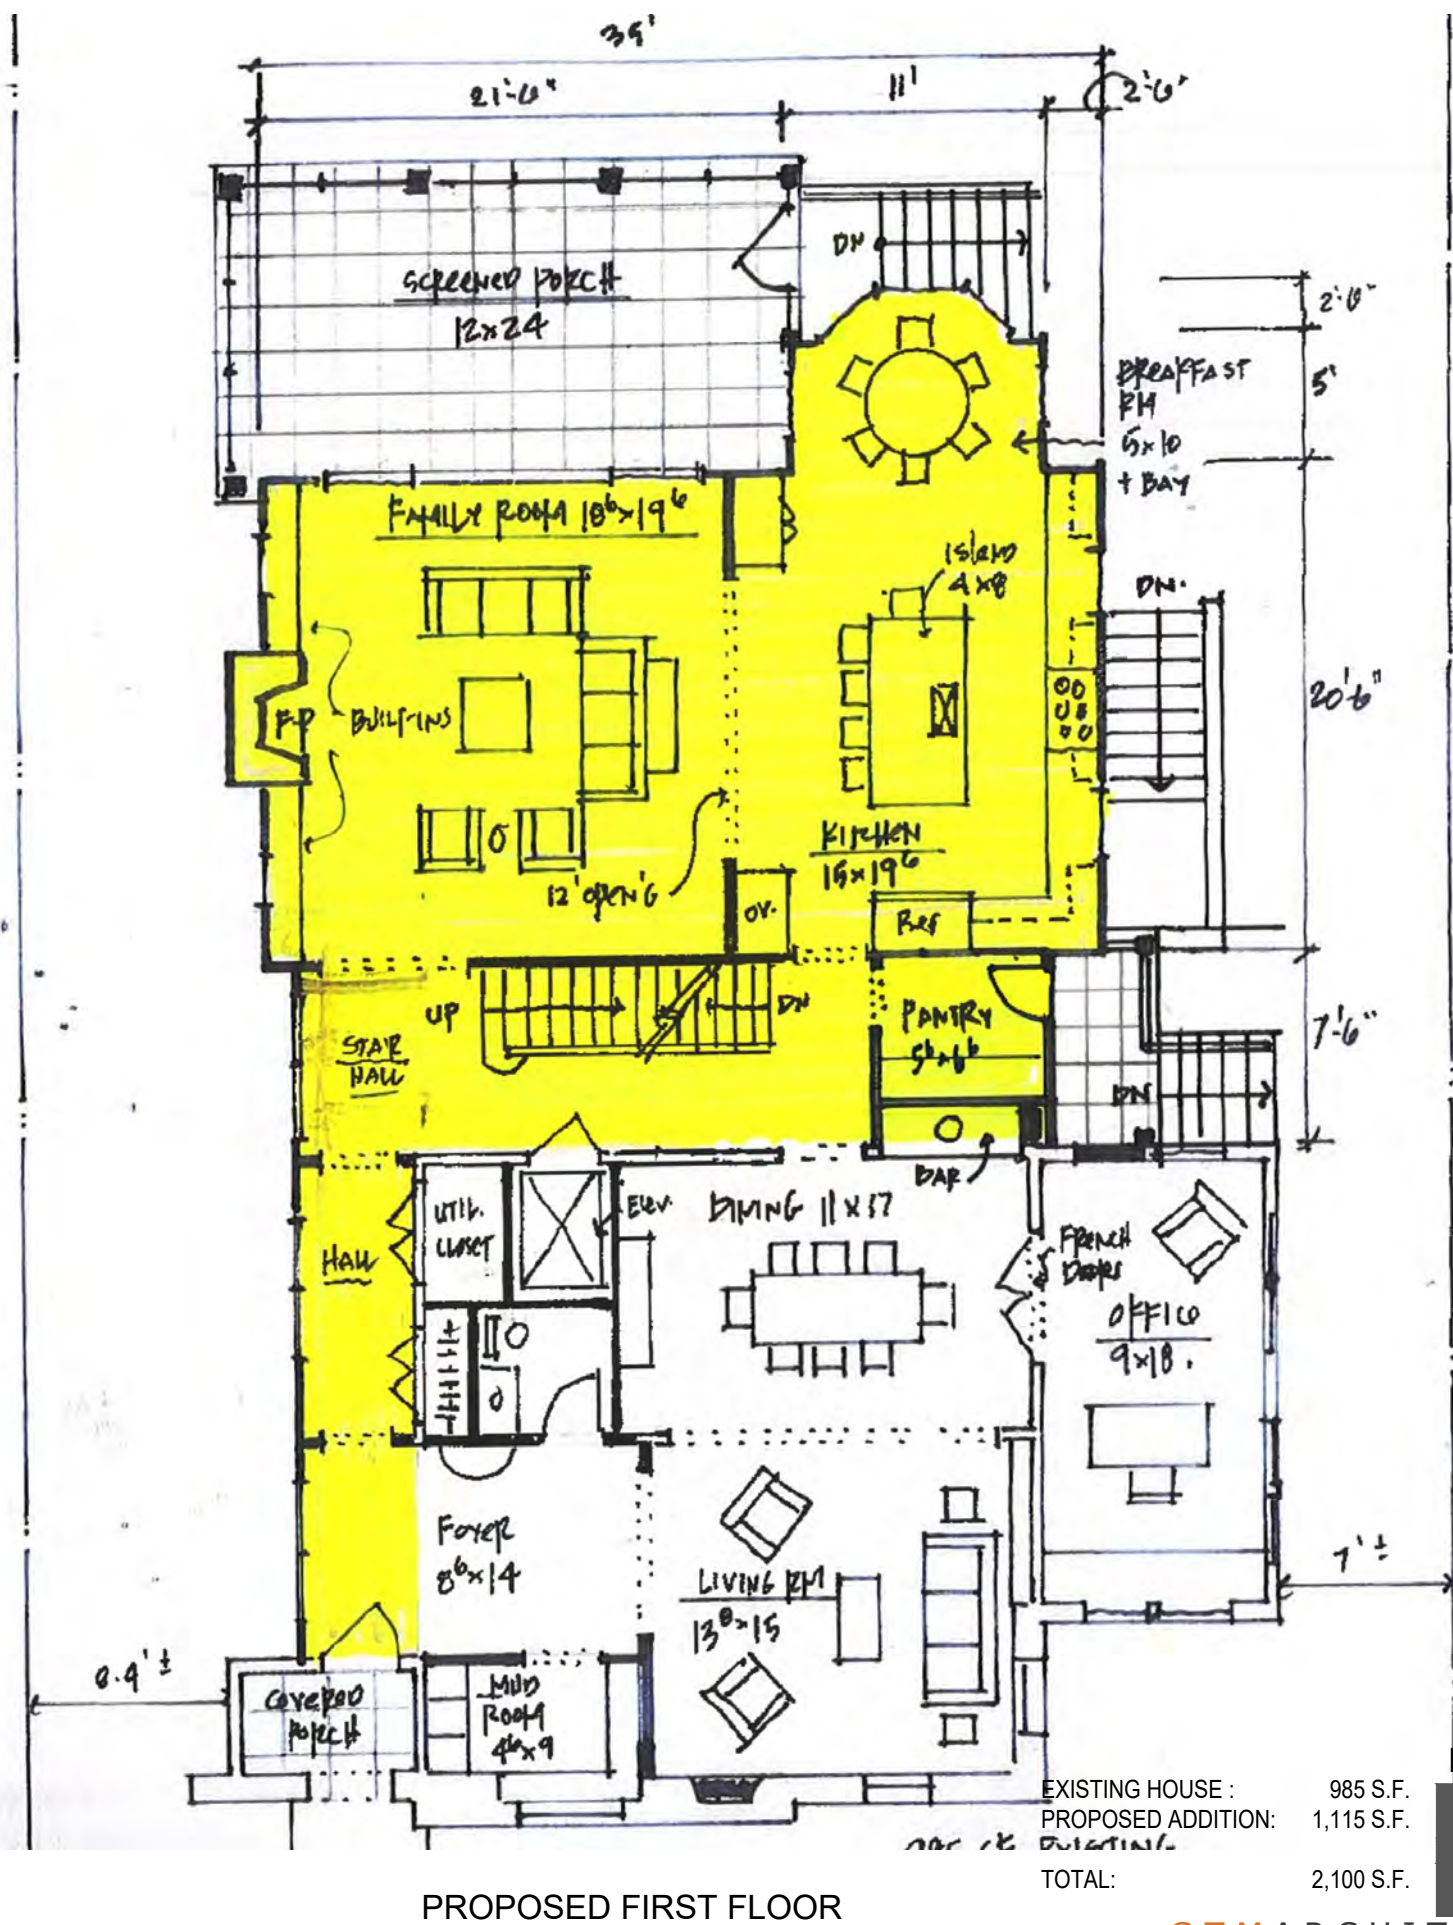 35'
21'-6"
11'
2'-6"
DN
SCREENED PORCH
12x24
2'-6"
BREAKFAST
RM
5x10
+ BAY
5'
FAMILY ROOM 18⁶x19⁶
ISLAND
4x8
DN.
20'6"
F.P
BUILT-INS
KITCHEN
15x19⁶
12' OPEN'G
OV.
Ref
UP
DN
PANTRY
5⁶x6⁶
7'-6"
STAIR
HALL
DN
BAR
UTIL.
CLOSET
ELEV.
DINING 11x17
FRENCH
DOORS
HALL
OFFICE
9x18.
FOYER
8⁶x14
LIVING RM
13⁸x15
7'±
8.4'±
COVERED
PORCH
MUD
ROOM
4⁶x9
EXISTING HOUSE : 985 S.F.
PROPOSED ADDITION: 1,115 S.F.
EXISTING
TOTAL: 2,100 S.F.
PROPOSED FIRST FLOOR